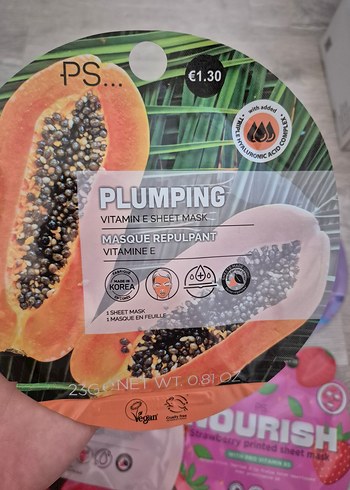 PS...
€1.30
with added
TRIPLE HYALURONIC ACID COMPLEX
PLUMPING
VITAMIN E SHEET MASK
MASQUE REPULPANT
VITAMINE E
MADE IN
KOREA
1 SHEET MASK
1 MASQUE EN FEUILLE
23G e NET WT. 0.81 OZ
Vegan
Cruelty Free
NOURISH
Strawberry printed sheet mask